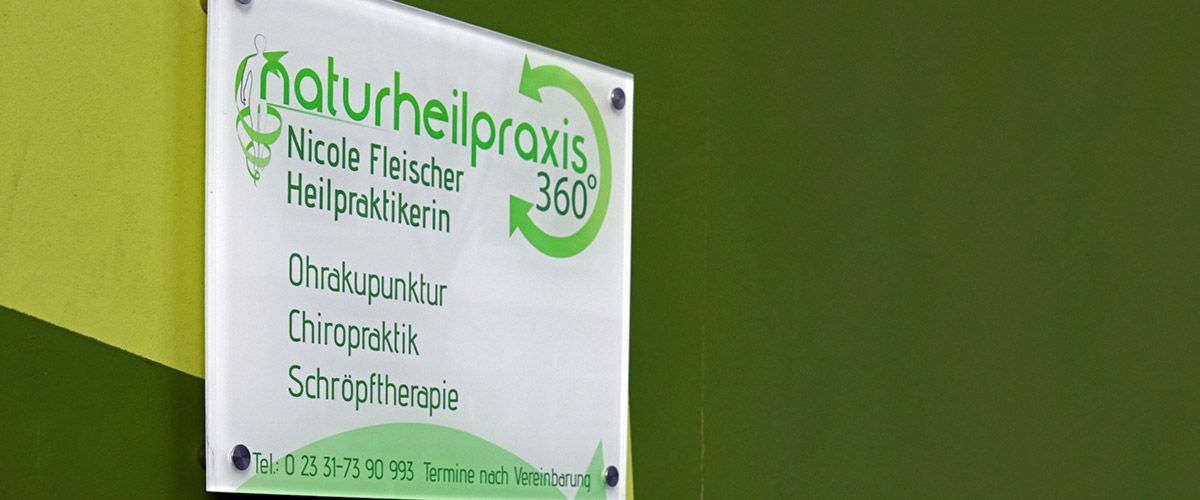 naturheilpraxis
360°
Nicole Fleischer
Heilpraktikerin
Ohrakupunktur
Chiropraktik
Schröpftherapie
Tel.: 0 23 31-73 90 993 Termine nach Vereinbarung